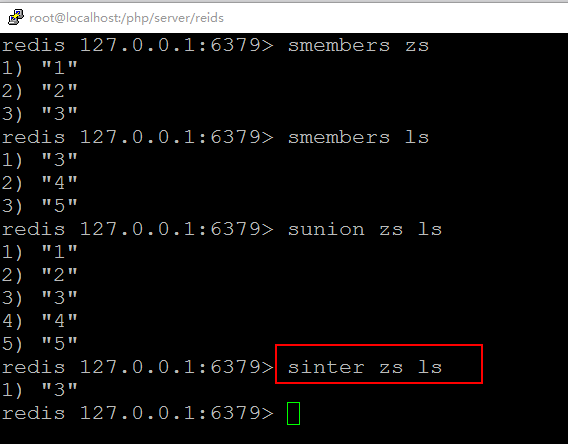 root@localhost:/php/server/reids
redis 127.0.0.1:6379> smembers zs
1) "1"
2) "2"
3) "3"
redis 127.0.0.1:6379> smembers ls
1) "3"
2) "4"
3) "5"
redis 127.0.0.1:6379> sunion zs ls
1) "1"
2) "2"
3) "3"
4) "4"
5) "5"
redis 127.0.0.1:6379> sinter zs ls
1) "3"
redis 127.0.0.1:6379>